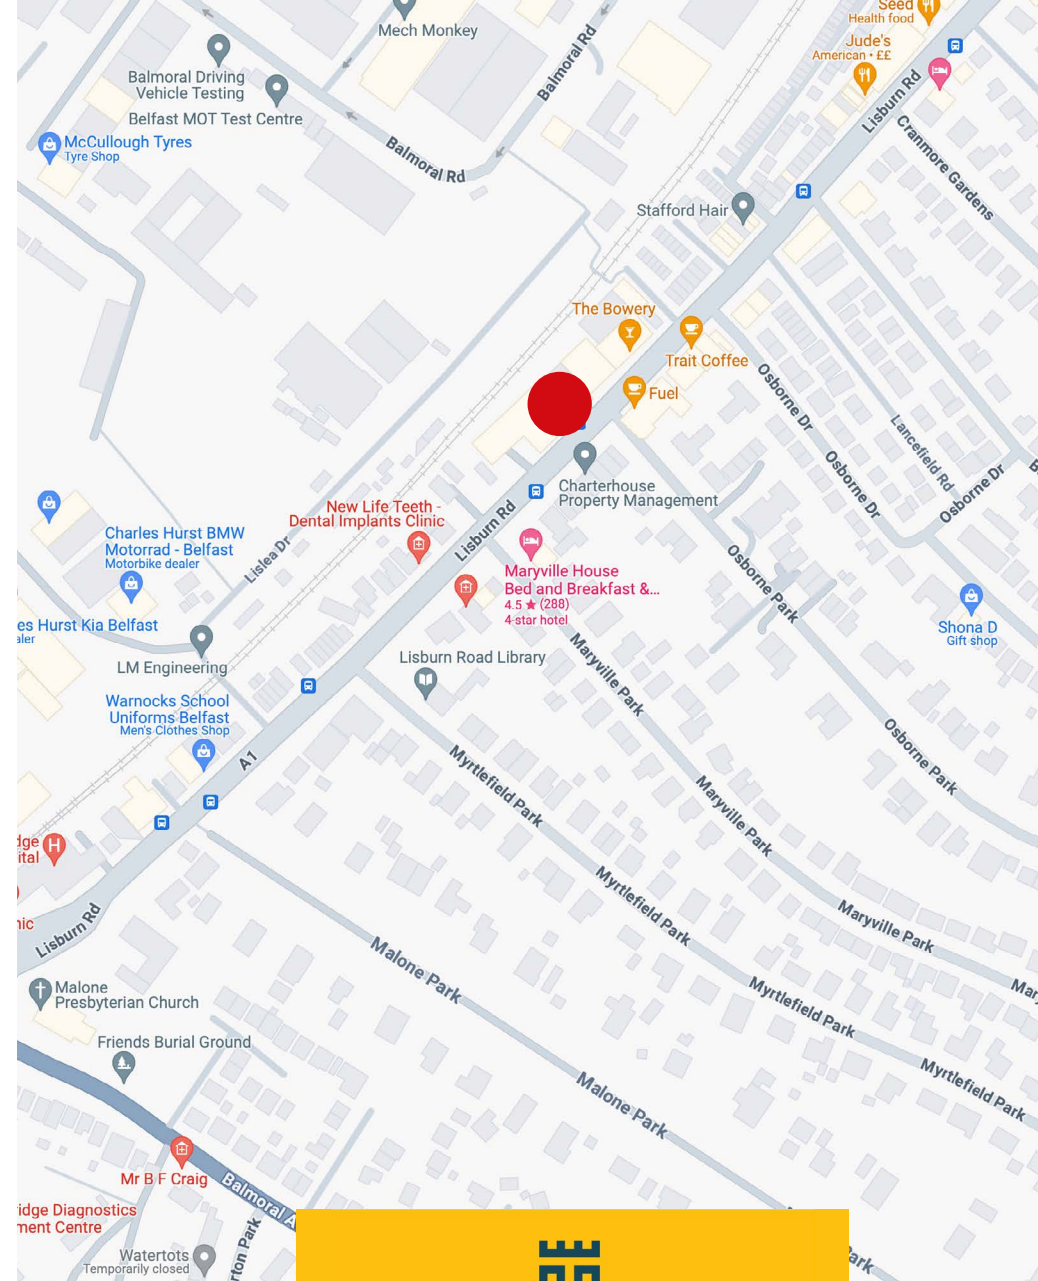 Seed
Health food
Mech Monkey
Balmoral Rd
Jude's
American • ££
Balmoral Driving
Vehicle Testing
Belfast MOT Test Centre
Lisburn Rd
McCullough Tyres
Tyre Shop
Balmoral Rd
Cranmore Gardens
Stafford Hair
The Bowery
Trait Coffee
Osborne Dr
Fuel
Lancefield Rd
Osborne Dr
Osborne Dr
Charterhouse
Property Management
New Life Teeth -
Dental Implants Clinic
Lisburn Rd
Charles Hurst BMW
Motorrad - Belfast
Motorbike dealer
Lislea Dr
Maryville House
Bed and Breakfast &...
4.5 ★ (288)
4-star hotel
Osborne Park
es Hurst Kia Belfast
aler
Shona D
Gift shop
LM Engineering
Lisburn Road Library
Maryville Park
Warnocks School
Uniforms Belfast
Men's Clothes Shop
A1
Osborne Park
Myrtlefield Park
Maryville Park
dge
ital
H
Myrtlefield Park
Maryville Park
nic
Lisburn Rd
Malone Park
Malone
Presbyterian Church
Myrtlefield Park
Mar
Friends Burial Ground
Malone Park
Myrtlefield Park
Mr B F Craig
Balmoral A
idge Diagnostics
ment Centre
Watertots
Temporarily closed
rton Park
ark